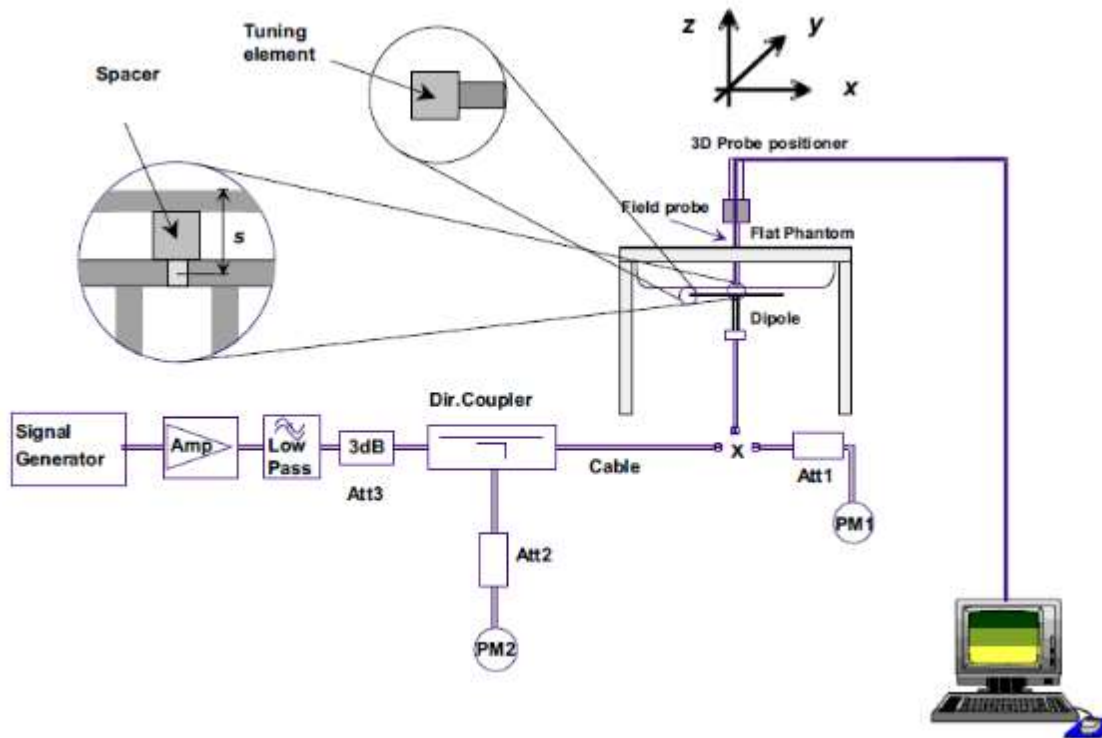 Tuning
element
Spacer
s
z
y
x
3D Probe positioner
Field probe
Flat Phantom
Dipole
Dir.Coupler
Signal
Generator
Amp
Low
Pass
3dB
Att3
Cable
X
Att1
PM1
Att2
PM2